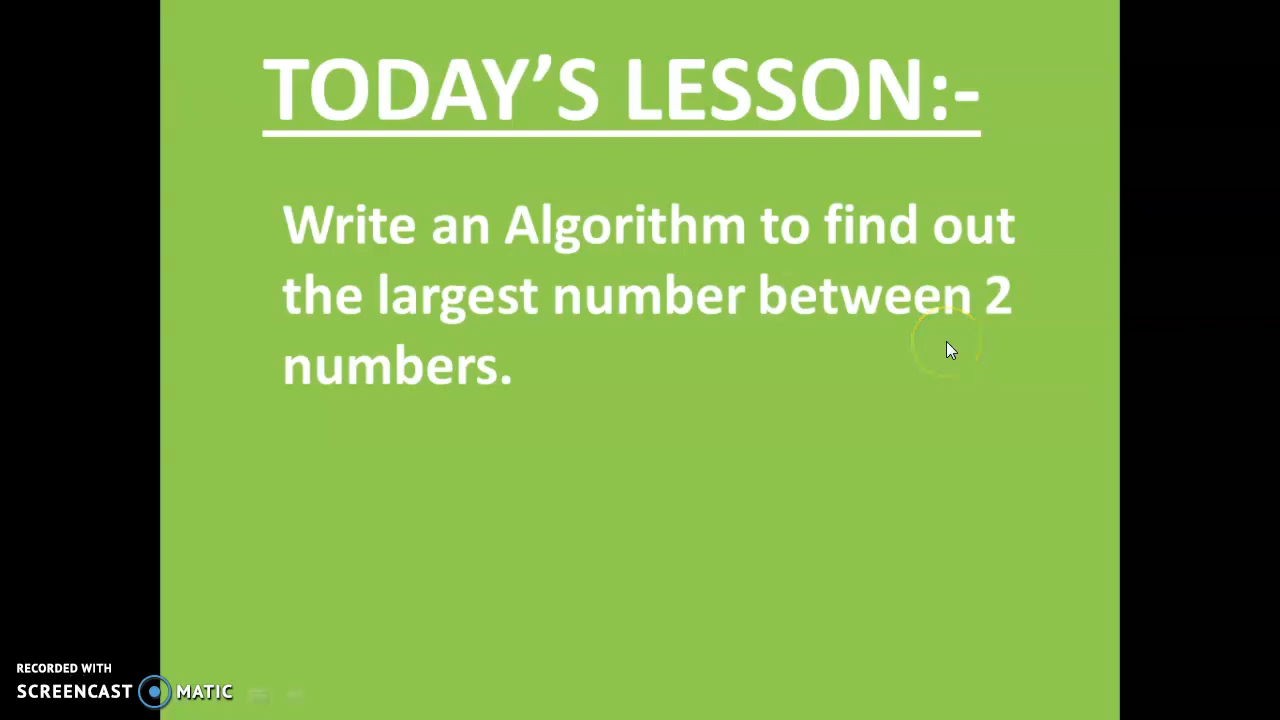 TODAY’S LESSON:-
Write an Algorithm to find out
the largest number between 2
numbers.
RECORDED WITH
SCREENCAST MATIC